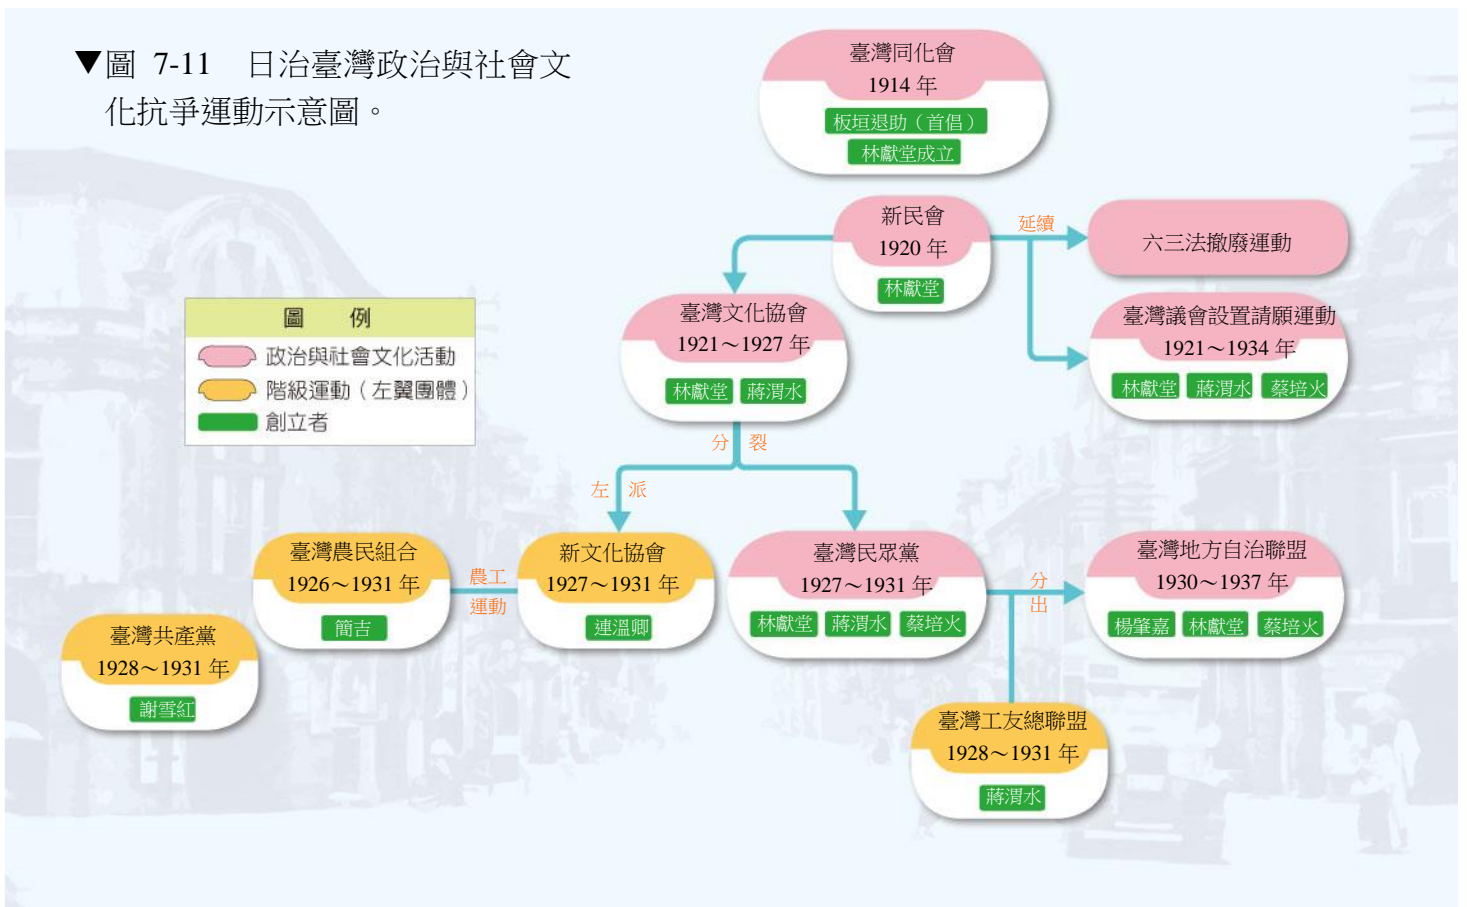 ▼圖 7-11 日治臺灣政治與社會文
化抗爭運動示意圖。
臺灣同化會
1914 年
板垣退助（首倡）
林獻堂成立
新民會
1920 年
林獻堂
延續
六三法撤廢運動
臺灣文化協會
1921～1927 年
林獻堂 蔣渭水
臺灣議會設置請願運動
1921～1934 年
林獻堂 蔣渭水 蔡培火
圖 例
政治與社會文化活動
階級運動（左翼團體）
創立者
分 裂
左 派
臺灣共產黨
1928～1931 年
謝雪紅
臺灣農民組合
1926～1931 年
簡吉
農工
運動
新文化協會
1927～1931 年
連溫卿
臺灣民眾黨
1927～1931 年
林獻堂 蔣渭水 蔡培火
分
出
臺灣地方自治聯盟
1930～1937 年
楊肇嘉 林獻堂 蔡培火
臺灣工友總聯盟
1928～1931 年
蔣渭水